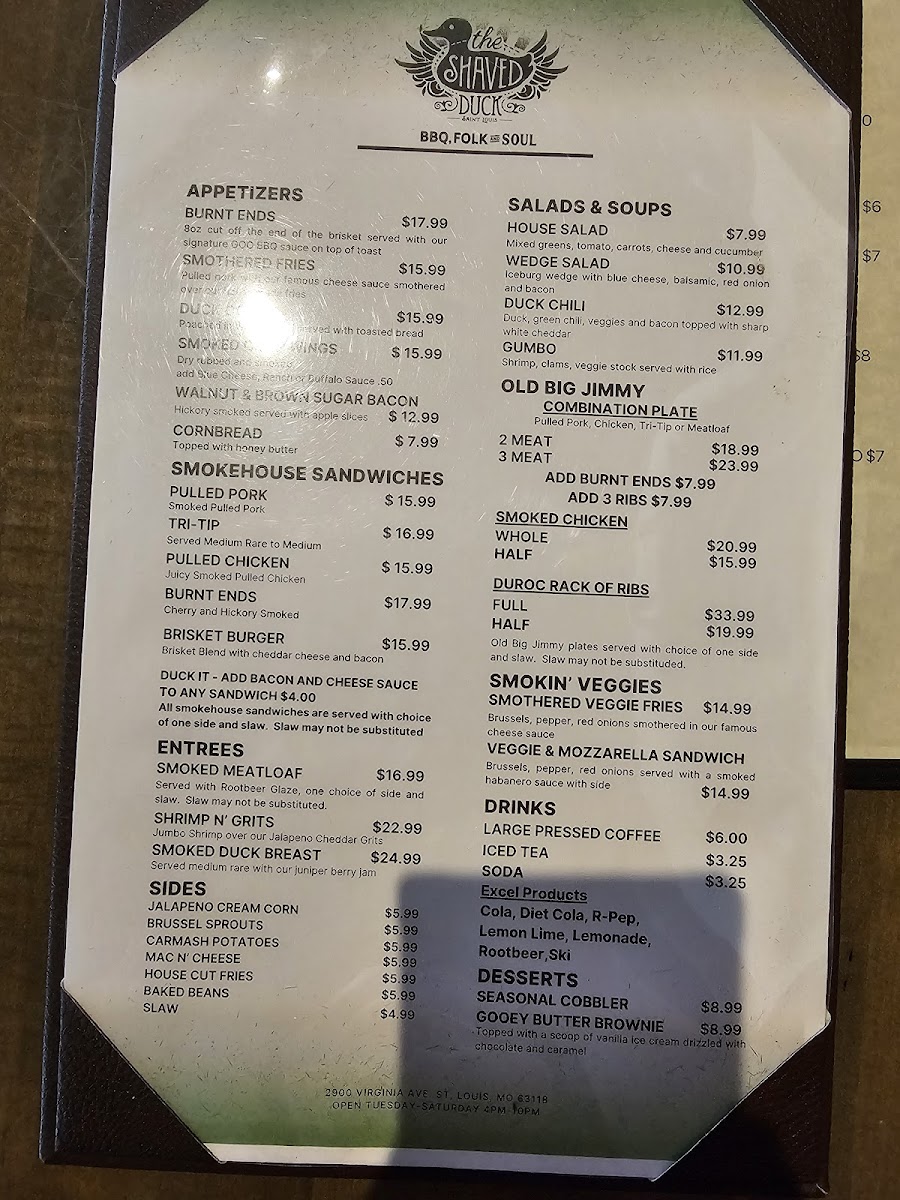 the
SHAVED
DUCK
SAINT LOUIS
BBQ, FOLK AND SOUL
APPETIZERS
BURNT ENDS $17.99
8oz cut off the end of the brisket served with our
signature GOO BBQ sauce on top of toast
SMOTHERED FRIES $15.99
Pulled pork our famous cheese sauce smothered
over fries
DUCK $15.99
Poached in served with toasted bread
SMOKED WINGS $15.99
Dry rubbed and smoked
add Blue Cheese, Ranch or Buffalo Sauce .50
WALNUT & BROWN SUGAR BACON
Hickory smoked served with apple slices $12.99
CORNBREAD $7.99
Topped with honey butter
SMOKEHOUSE SANDWICHES
PULLED PORK $15.99
Smoked Pulled Pork
TRI-TIP $16.99
Served Medium Rare to Medium
PULLED CHICKEN $15.99
Juicy Smoked Pulled Chicken
BURNT ENDS $17.99
Cherry and Hickory Smoked
BRISKET BURGER $15.99
Brisket Blend with cheddar cheese and bacon
DUCK IT - ADD BACON AND CHEESE SAUCE
TO ANY SANDWICH $4.00
All smokehouse sandwiches are served with choice
of one side and slaw. Slaw may not be substituted
ENTREES
SMOKED MEATLOAF $16.99
Served with Rootbeer Glaze, one choice of side and
slaw. Slaw may not be substituted.
SHRIMP N' GRITS $22.99
Jumbo Shrimp over our Jalapeno Cheddar Grits
SMOKED DUCK BREAST $24.99
Served medium rare with our juniper berry jam
SIDES
JALAPENO CREAM CORN $5.99
BRUSSEL SPROUTS $5.99
CARMASH POTATOES $5.99
MAC N' CHEESE $5.99
HOUSE CUT FRIES $5.99
BAKED BEANS $5.99
SLAW $4.99
SALADS & SOUPS
HOUSE SALAD $7.99
Mixed greens, tomato, carrots, cheese and cucumber
WEDGE SALAD $10.99
Iceburg wedge with blue cheese, balsamic, red onion
and bacon
DUCK CHILI $12.99
Duck, green chili, veggies and bacon topped with sharp
white cheddar
GUMBO $11.99
Shrimp, clams, veggie stock served with rice
OLD BIG JIMMY
COMBINATION PLATE
Pulled Pork, Chicken, Tri-Tip or Meatloaf
2 MEAT $18.99
3 MEAT $23.99
ADD BURNT ENDS $7.99
ADD 3 RIBS $7.99
SMOKED CHICKEN
WHOLE $20.99
HALF $15.99
DUROC RACK OF RIBS
FULL $33.99
HALF $19.99
Old Big Jimmy plates served with choice of one side
and slaw. Slaw may not be substituted.
SMOKIN' VEGGIES
SMOTHERED VEGGIE FRIES $14.99
Brussels, pepper, red onions smothered in our famous
cheese sauce
VEGGIE & MOZZARELLA SANDWICH
Brussels, pepper, red onions served with a smoked
habanero sauce with side $14.99
DRINKS
LARGE PRESSED COFFEE $6.00
ICED TEA $3.25
SODA $3.25
Excel Products
Cola, Diet Cola, R-Pep,
Lemon Lime, Lemonade,
Rootbeer,Ski
DESSERTS
SEASONAL COBBLER $8.99
GOOEY BUTTER BROWNIE $8.99
Topped with a scoop of vanilla ice cream drizzled with
chocolate and caramel
2900 VIRGINIA AVE. ST. LOUIS, MO 63118
OPEN TUESDAY-SATURDAY 4PM-10PM
0
$6
$7
$8
O $7